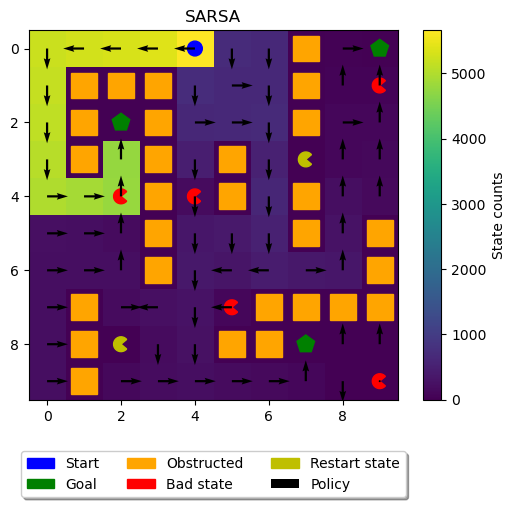 SARSA
0
2
4
6
8
0 2 4 6 8
5000
4000
3000
2000
1000
0
State counts
Start Obstructed Restart state
Goal Bad state Policy